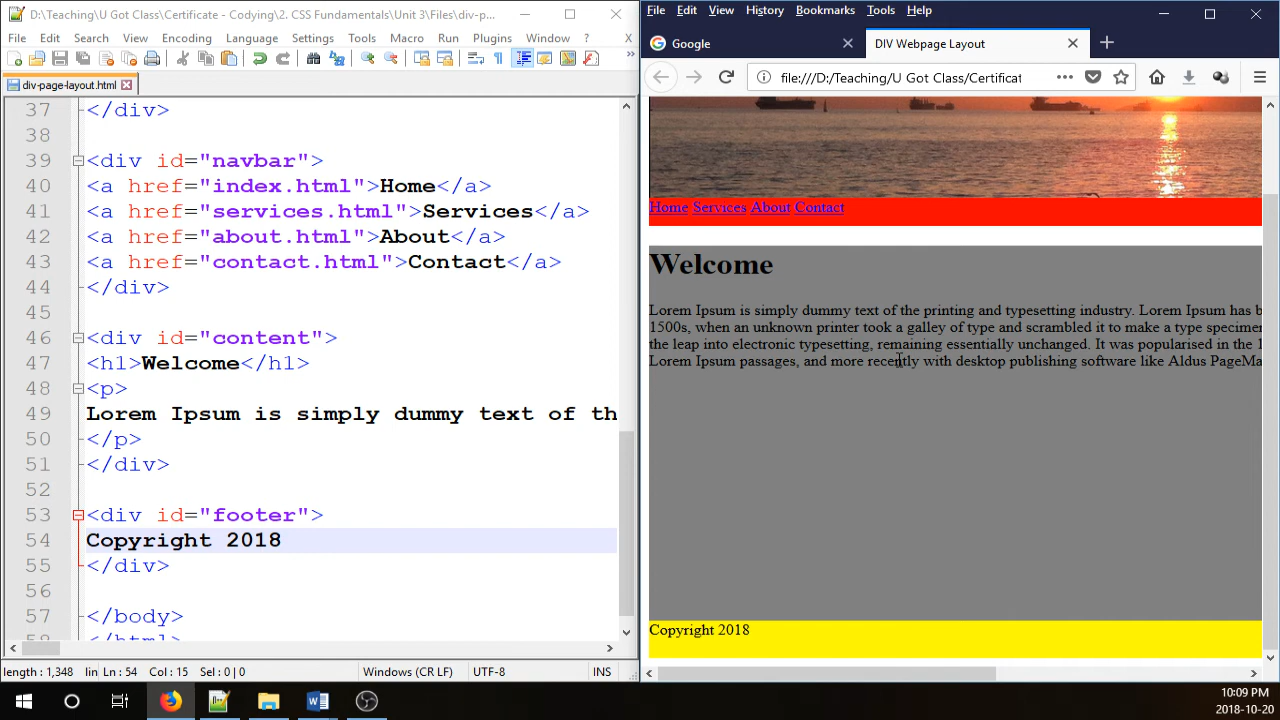 D:\Teaching\U Got Class\Certificate - Codying\2. CSS Fundamentals\Unit 3\Files\div-p...
File Edit Search View Encoding Language Settings Tools Macro Run Plugins Window ?
div-page-layout.html
37 </div>
38
39 <div id="navbar">
40 <a href="index.html">Home</a>
41 <a href="services.html">Services</a>
42 <a href="about.html">About</a>
43 <a href="contact.html">Contact</a>
44 </div>
45
46 <div id="content">
47 <h1>Welcome</h1>
48 <p>
49 Lorem Ipsum is simply dummy text of th
50 </p>
51 </div>
52
53 <div id="footer">
54 Copyright 2018
55 </div>
56
57 </body>
58 </html>
length : 1,348 lin Ln : 54 Col : 15 Sel : 0 | 0 Windows (CR LF) UTF-8 INS
File Edit View History Bookmarks Tools Help
Google
DIV Webpage Layout
file:///D:/Teaching/U Got Class/Certificat
Home Services About Contact
Welcome
Lorem Ipsum is simply dummy text of the printing and typesetting industry. Lorem Ipsum has b
1500s, when an unknown printer took a galley of type and scrambled it to make a type specimen
the leap into electronic typesetting, remaining essentially unchanged. It was popularised in the 1
Lorem Ipsum passages, and more recently with desktop publishing software like Aldus PageMa
Copyright 2018
10:09 PM
2018-10-20